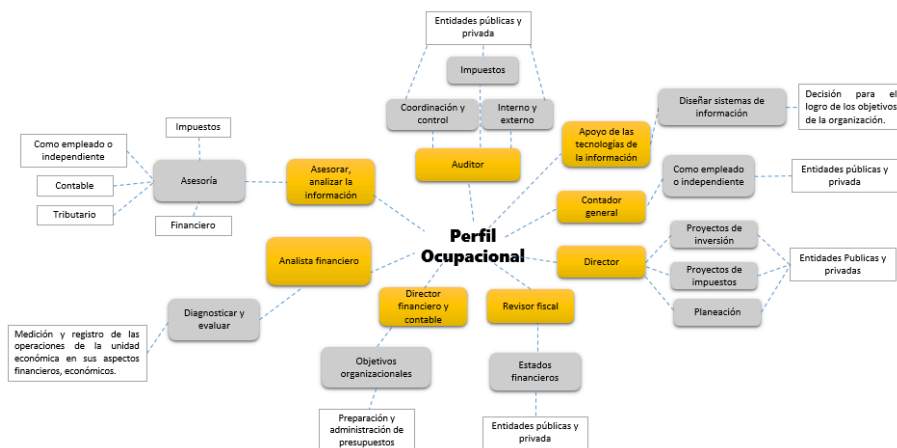 Entidades públicas y
privada
Impuestos
Coordinación y
control
Interno y
externo
Auditor
Apoyo de las
tecnologías de
la información
Diseñar sistemas de
información
Decisión para el
logro de los objetivos
de la organización.
Impuestos
Como empleado o
independiente
Contable
Tributario
Financiero
Asesoría
Asesorar,
analizar la
información
Contador
general
Como empleado
o independiente
Entidades públicas y
privada
Perfil
Ocupacional
Director
Proyectos de
inversión
Proyectos de
impuestos
Planeación
Entidades Publicas y
privadas
Analista financiero
Diagnosticar y
evaluar
Medición y registro de las
operaciones de la unidad
económica en sus aspectos
financieros, económicos.
Director
financiero y
contable
Objetivos
organizacionales
Preparación y
administración de
presupuestos
Revisor fiscal
Estados
financieros
Entidades públicas y
privada